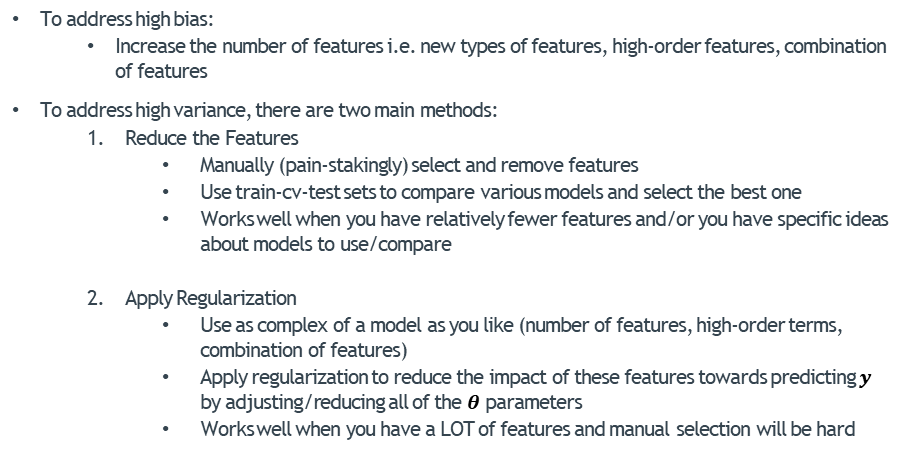 • To address high bias:
• Increase the number of features i.e. new types of features, high-order features, combination
of features
• To address high variance, there are two main methods:
1. Reduce the Features
• Manually (pain-stakingly) select and remove features
• Use train-cv-test sets to compare various models and select the best one
• Works well when you have relatively fewer features and/or you have specific ideas
about models to use/compare
2. Apply Regularization
• Use as complex of a model as you like (number of features, high-order terms,
combination of features)
• Apply regularization to reduce the impact of these features towards predicting y
by adjusting/reducing all of the θ parameters
• Works well when you have a LOT of features and manual selection will be hard